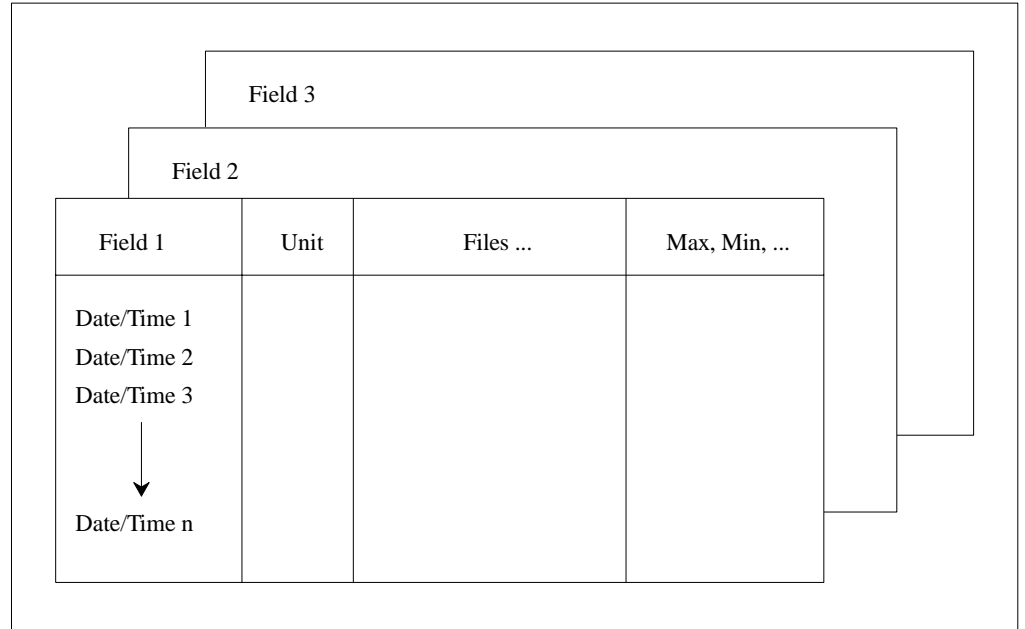 Field 3
Field 2
Field 1 Unit Files ... Max, Min, ...
Date/Time 1
Date/Time 2
Date/Time 3
Date/Time n